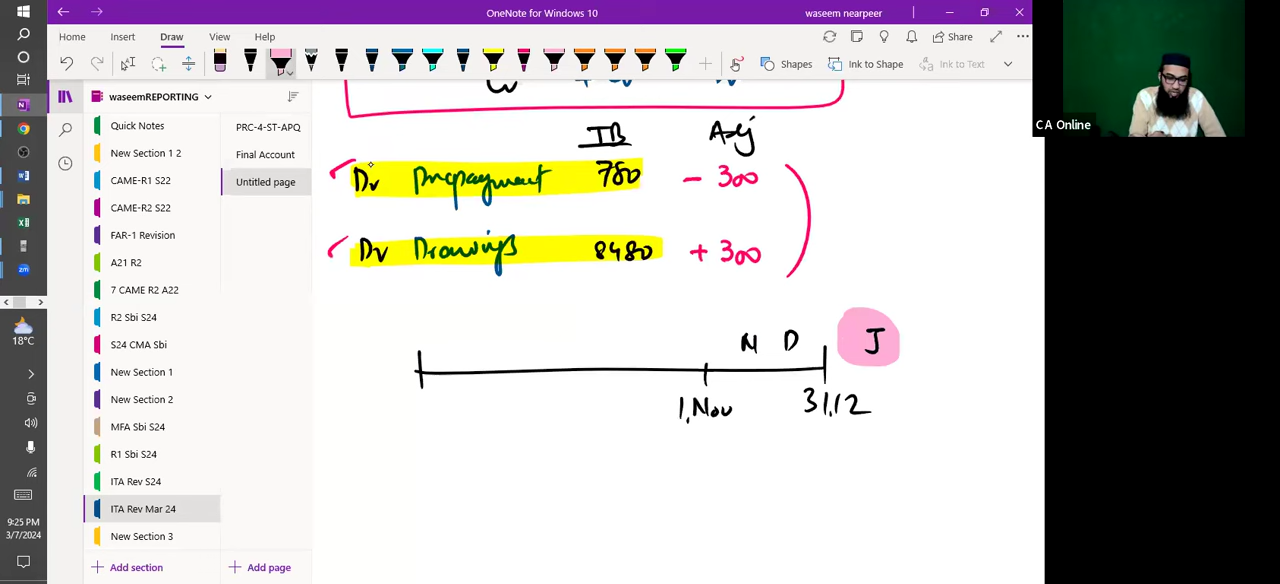 OneNote for Windows 10
waseem nearpeer
Home Insert Draw View Help
Share
Shapes
Ink to Shape
Ink to Text
waseemREPORTING
Quick Notes
New Section 1 2
CAME-R1 S22
CAME-R2 S22
FAR-1 Revision
A21 R2
7 CAME R2 A22
R2 Sbi S24
S24 CMA Sbi
New Section 1
New Section 2
MFA Sbi S24
R1 Sbi S24
ITA Rev S24
ITA Rev Mar 24
New Section 3
Add section
PRC-4-ST-APQ
Final Account
Untitled page
Add page
TB Adj
Dr Prepayment 780 - 300
Dr Drawings 8480 + 300
N D J
1, Nov 31.12
CA Online
18°C
9:25 PM
3/7/2024